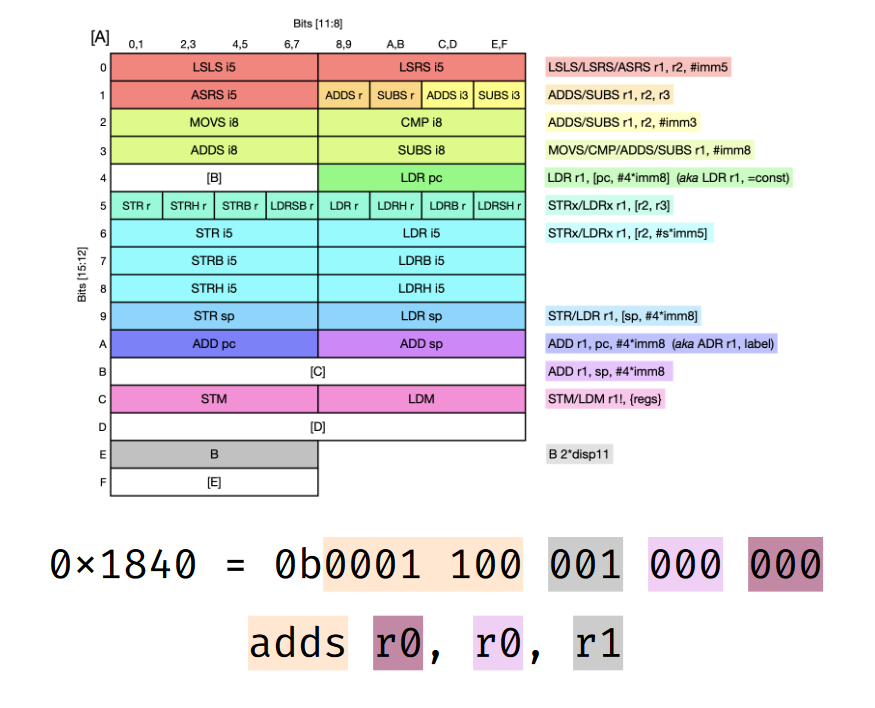 Bits [11:8]
[A] 0,1 2,3 4,5 6,7 8,9 A,B C,D E,F
0 LSLS i5 LSRS i5 LSLS/LSRS/ASRS r1, r2, #imm5
1 ASRS i5 ADDS r SUBS r ADDS i3 SUBS i3 ADDS/SUBS r1, r2, r3
2 MOVS i8 CMP i8 ADDS/SUBS r1, r2, #imm3
3 ADDS i8 SUBS i8 MOVS/CMP/ADDS/SUBS r1, #imm8
4 [B] LDR pc LDR r1, [pc, #4*imm8] (aka LDR r1, =const)
5 STR r STRH r STRB r LDRSB r LDR r LDRH r LDRB r LDRSH r STRx/LDRx r1, [r2, r3]
6 STR i5 LDR i5 STRx/LDRx r1, [r2, #s*imm5]
Bits [15:12]
7 STRB i5 LDRB i5
8 STRH i5 LDRH i5
9 STR sp LDR sp STR/LDR r1, [sp, #4*imm8]
A ADD pc ADD sp ADD r1, pc, #4*imm8 (aka ADR r1, label)
B [C] ADD r1, sp, #4*imm8
C STM LDM STM/LDM r1!, {regs}
D [D]
E B B 2*disp11
F [E]
0×1840 = 0b0001 100 001 000 000
adds r0, r0, r1